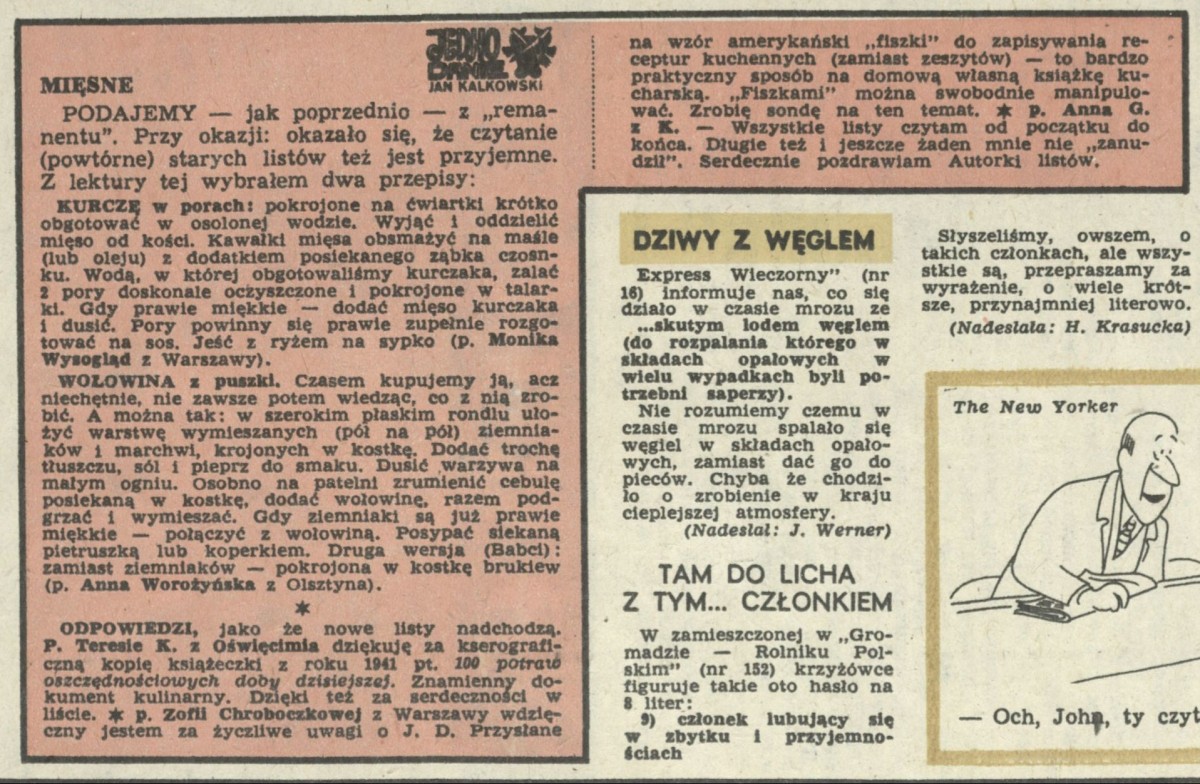 JEDNO
DANIE
JAN KALKOWSKI
MIĘSNE
PODAJEMY — jak poprzednio — z „rema-
nentu”. Przy okazji: okazało się, że czytanie
(powtórne) starych listów też jest przyjemne.
Z lektury tej wybrałem dwa przepisy:
KURCZĘ w porach: pokrojone na ćwiartki krótko
obgotować w osolonej wodzie. Wyjąć i oddzielić
mięso od kości. Kawałki mięsa obsmażyć na maśle
(lub oleju) z dodatkiem posiekanego ząbka czosn-
ku. Wodą, w której obgotowaliśmy kurczaka, zalać
2 pory doskonale oczyszczone i pokrojone w talar-
ki. Gdy prawie miękkie — dodać mięso kurczaka
i dusić. Pory powinny się prawie zupełnie rozgo-
tować na sos. Jeść z ryżem na sypko (p. Monika
Wysogląd z Warszawy).
WOŁOWINA z puszki. Czasem kupujemy ją, acz
niechętnie, nie zawsze potem wiedząc, co z nią zro-
bić. A można tak: w szerokim płaskim rondlu uło-
żyć warstwę wymieszanych (pół na pół) ziemnia-
ków i marchwi, krojonych w kostkę. Dodać trochę
tłuszczu, sól i pieprz do smaku. Dusić warzywa na
małym ogniu. Osobno na patelni zrumienić cebulę
posiekaną w kostkę, dodać wołowinę, razem pod-
grzać i wymieszać. Gdy ziemniaki są już prawie
miękkie — połączyć z wołowiną. Posypać siekaną
pietruszką lub koperkiem. Druga wersja (Babci):
zamiast ziemniaków — pokrojona w kostkę brukiew
(p. Anna Worożyńska z Olsztyna).
★
ODPOWIEDZI, jako że nowe listy nadchodzą.
P. Teresie K. z Oświęcimia dziękuję za kserografi-
czną kopię książeczki z roku 1941 pt. 100 potraw
oszczędnościowych doby dzisiejszej. Znamienny do-
kument kulinarny. Dzięki też za serdeczności w
liście. ★ p. Zofii Chroboczkowej z Warszawy wdzię-
czny jestem za życzliwe uwagi o J. D. Przysłane
na wzór amerykański „fiszki” do zapisywania re-
ceptur kuchennych (zamiast zeszytów) — to bardzo
praktyczny sposób na domową własną książkę ku-
charską. „Fiszkami” można swobodnie manipulo-
wać. Zrobię sondę na ten temat. ★ p. Anna G.
z K. — Wszystkie listy czytam od początku do
końca. Długie też i jeszcze żaden mnie nie „zanu-
dził”. Serdecznie pozdrawiam Autorki listów.
DZIWY Z WĘGLEM
Express Wieczorny” (nr
16) informuje nas, co się
działo w czasie mrozu ze
...skutym lodem węglem
(do rozpalania którego w
składach opałowych w
wielu wypadkach byli po-
trzebni saperzy).
Nie rozumiemy czemu w
czasie mrozu spalało się
węgiel w składach opało-
wych, zamiast dać go do
pieców. Chyba że chodzi-
ło o zrobienie w kraju
cieplejszej atmosfery.
(Nadesłał: J. Werner)
TAM DO LICHA
Z TYM... CZŁONKIEM
W zamieszczonej w „Gro-
madzie — Rolniku Pol-
skim” (nr 152) krzyżówce
figuruje takie oto hasło na
8 liter:
9) członek lubujący się
w zbytku i przyjemno-
ściach
Słyszeliśmy, owszem, o
takich członkach, ale wszy-
stkie są, przepraszamy za
wyrażenie, o wiele krót-
sze, przynajmniej literowo.
(Nadesłała: H. Krasucka)
The New Yorker
— Och, John, ty czyt